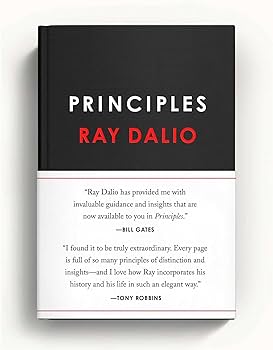 PRINCIPLES
RAY DALIO
“Ray Dalio has provided me with
invaluable guidance and insights that are
now available to you in Principles.”
—BILL GATES
“I found it to be truly extraordinary. Every page
is full of so many principles of distinction and
insights—and I love how Ray incorporates his
history and his life in such an elegant way.”
—TONY ROBBINS